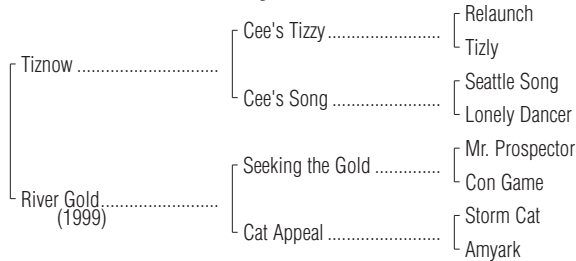 Relaunch
Cee's Tizzy
Tizly
Tiznow
Seattle Song
Cee's Song
Lonely Dancer
Mr. Prospector
Seeking the Gold
Con Game
River Gold
(1999)
Storm Cat
Cat Appeal
Amyark